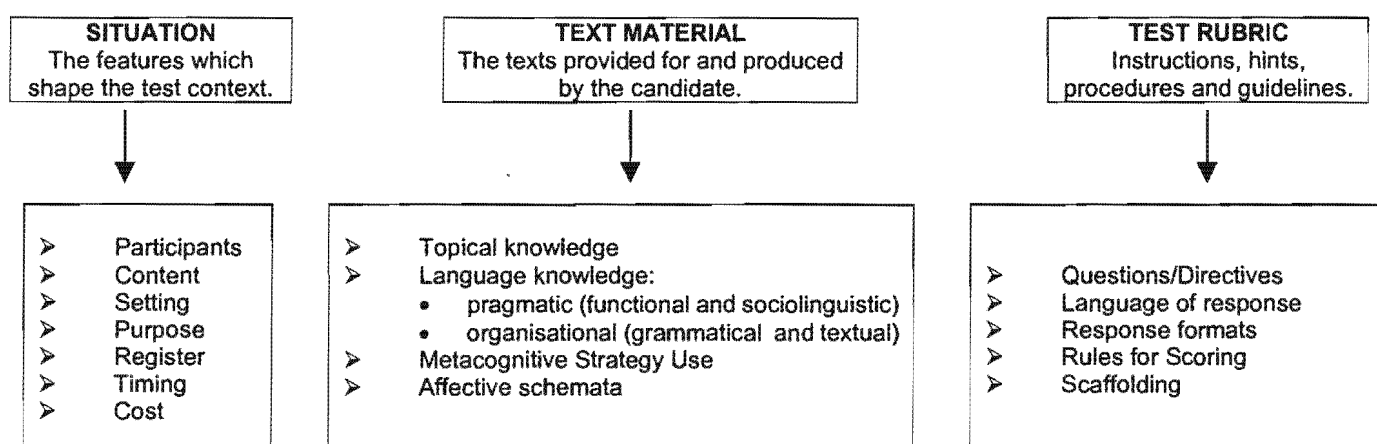 SITUATION
The features which
shape the test context.
TEXT MATERIAL
The texts provided for and produced
by the candidate.
TEST RUBRIC
Instructions, hints,
procedures and guidelines.
➢ Participants
➢ Content
➢ Setting
➢ Purpose
➢ Register
➢ Timing
➢ Cost
➢ Topical knowledge
➢ Language knowledge:
• pragmatic (functional and sociolinguistic)
• organisational (grammatical and textual)
➢ Metacognitive Strategy Use
➢ Affective schemata
➢ Questions/Directives
➢ Language of response
➢ Response formats
➢ Rules for Scoring
➢ Scaffolding